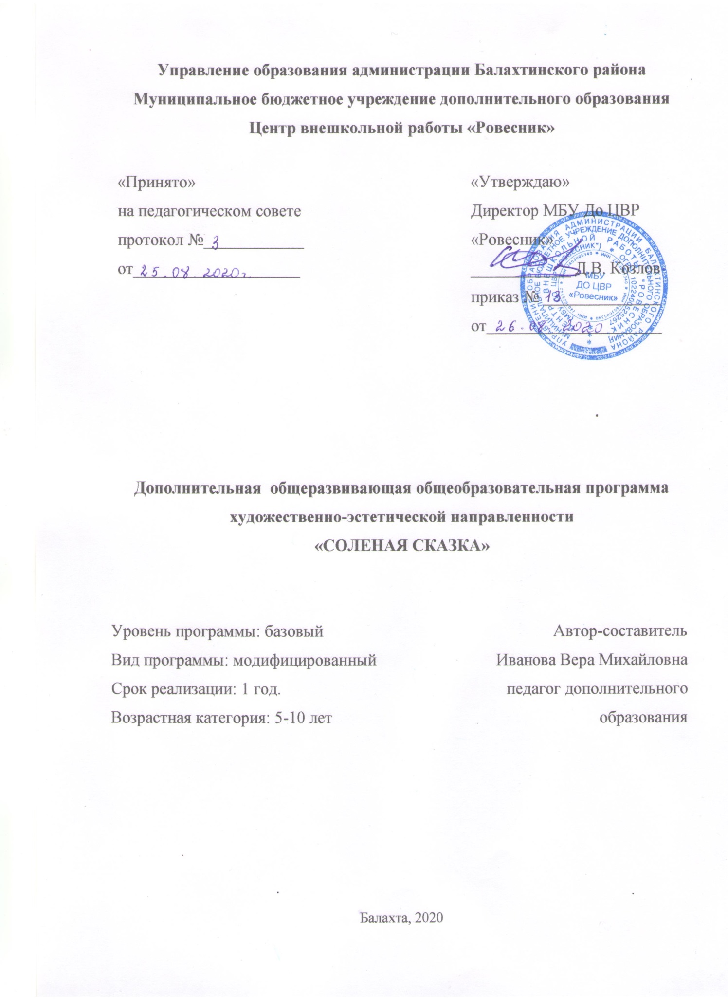 Управление образования администрации Балахтинского района
Муниципальное бюджетное учреждение дополнительного образования
Центр внешкольной работы «Ровесник»
«Принято»
на педагогическом совете
протокол № 3
от 25.08.2020г.
«Утверждаю»
Директор МБУ До ЦВР
«Ровесник»
Д.В. Козлов
приказ № 13
от 26.08.2020
МБУ
ДО ЦВР
«Ровесник»
Дополнительная общеразвивающая общеобразовательная программа
художественно-эстетической направленности
«СОЛЕНАЯ СКАЗКА»
Уровень программы: базовый
Вид программы: модифицированный
Срок реализации: 1 год.
Возрастная категория: 5-10 лет
Автор-составитель
Иванова Вера Михайловна
педагог дополнительного
образования
Балахта, 2020